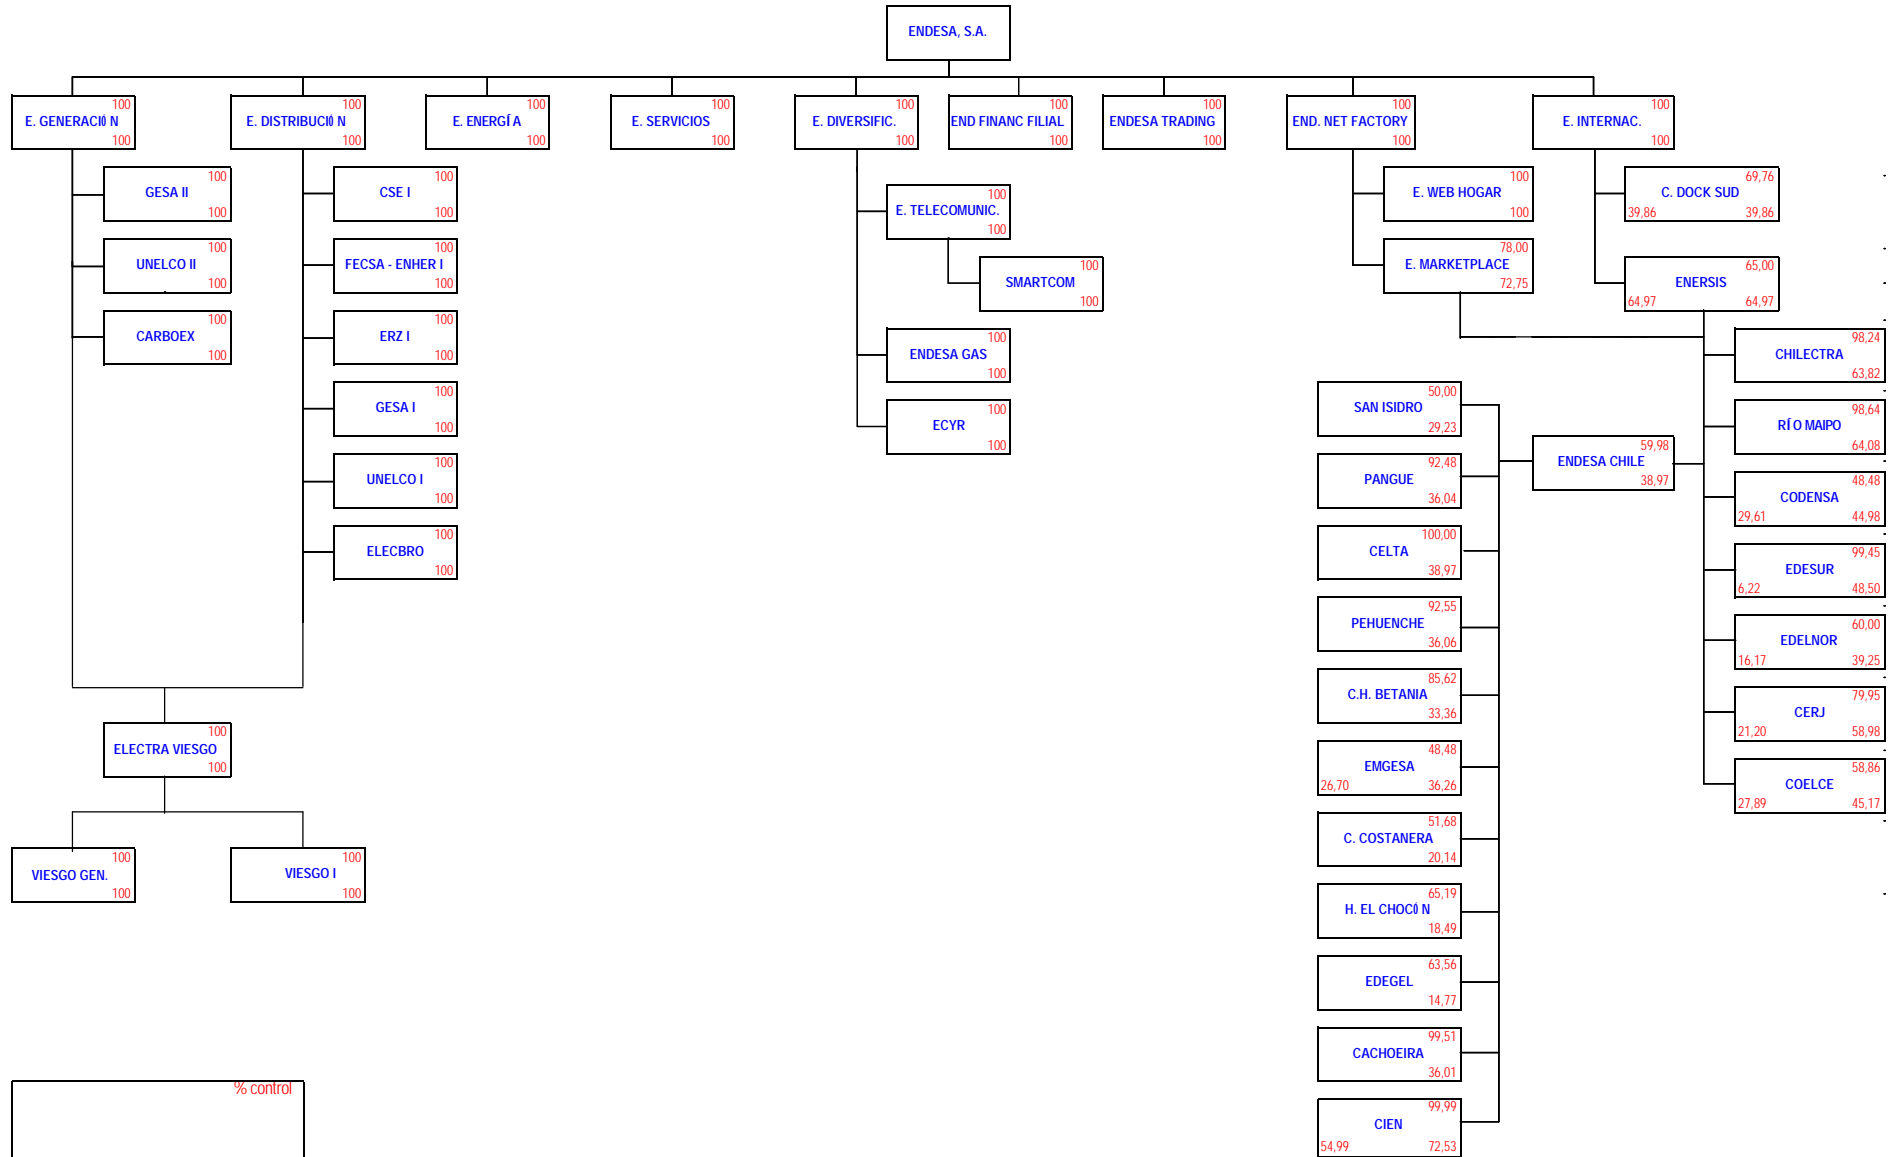 ENDESA, S.A.
100
E. GENERACIÓN
100
100
E. DISTRIBUCIÓN
100
100
E. ENERGÍA
100
100
E. SERVICIOS
100
100
E. DIVERSIFIC.
100
100
END FINANC FILIAL
100
100
ENDESA TRADING
100
100
END. NET FACTORY
100
100
E. INTERNAC.
100
100
GESA II
100
100
UNELCO II
100
100
CARBOEX
100
100
CSE I
100
100
FECSA - ENHER I
100
100
ERZ I
100
100
GESA I
100
100
UNELCO I
100
100
ELECBRO
100
100
ELECTRA VIESGO
100
100
VIESGO GEN.
100
100
VIESGO I
100
100
E. TELECOMUNIC.
100
100
SMARTCOM
100
100
ENDESA GAS
100
100
ECYR
100
100
E. WEB HOGAR
100
78,00
E. MARKETPLACE
72,75
69,76
C. DOCK SUD
39,86 39,86
65,00
ENERSIS
64,97 64,97
98,24
CHILECTRA
63,82
98,64
RÍO MAIPO
64,08
48,48
CODENSA
29,61 44,98
99,45
EDESUR
6,22 48,50
60,00
EDELNOR
16,17 39,25
79,95
CERJ
21,20 58,98
58,86
COELCE
27,89 45,17
59,98
ENDESA CHILE
38,97
50,00
SAN ISIDRO
29,23
92,48
PANGUE
36,04
100,00
CELTA
38,97
92,55
PEHUENCHE
36,06
85,62
C.H. BETANIA
33,36
48,48
EMGESA
26,70 36,26
51,68
C. COSTANERA
20,14
65,19
H. EL CHOCÓN
18,49
63,56
EDEGEL
14,77
99,51
CACHOEIRA
36,01
99,99
CIEN
54,99 72,53
% control